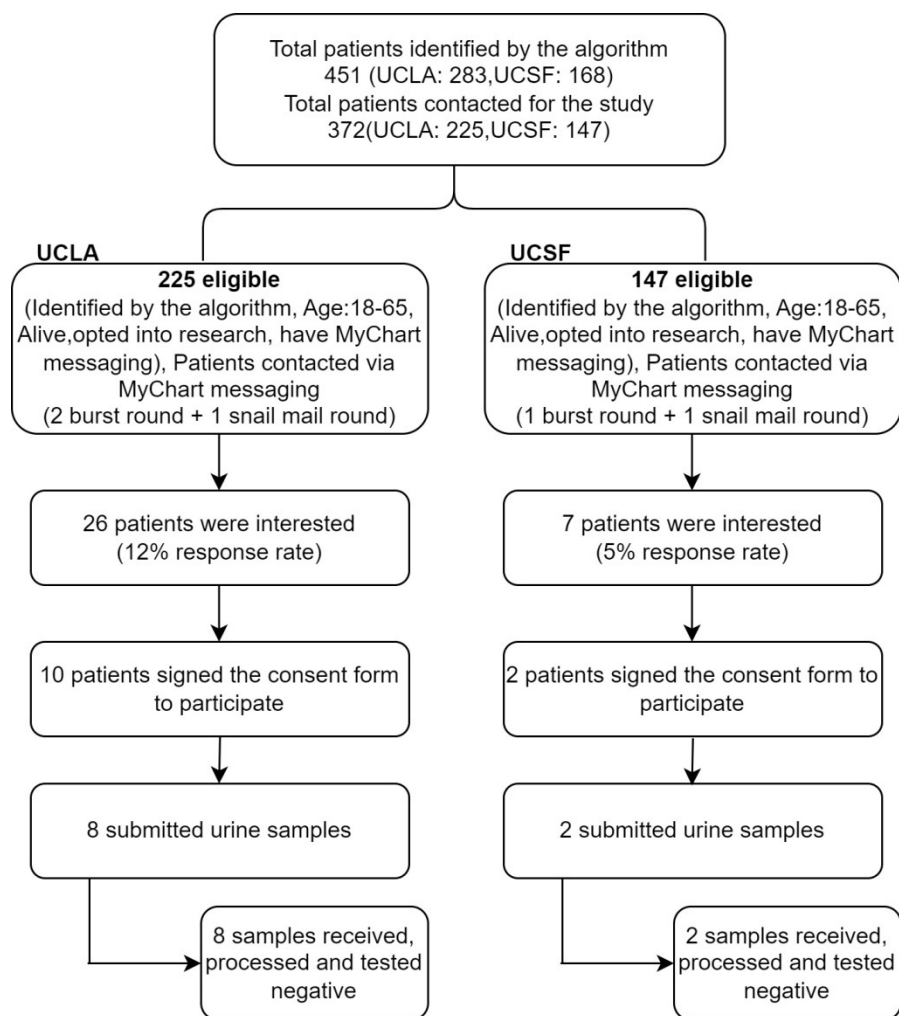 Total patients identified by the algorithm
451 (UCLA: 283,UCSF: 168)
Total patients contacted for the study
372(UCLA: 225,UCSF: 147)
UCLA
225 eligible
(Identified by the algorithm, Age:18-65,
Alive,opted into research, have MyChart
messaging), Patients contacted via
MyChart messaging
(2 burst round + 1 snail mail round)
26 patients were interested
(12% response rate)
10 patients signed the consent form
to participate
8 submitted urine samples
8 samples received,
processed and tested
negative
UCSF
147 eligible
(Identified by the algorithm, Age:18-65,
Alive,opted into research, have MyChart
messaging), Patients contacted via
MyChart messaging
(1 burst round + 1 snail mail round)
7 patients were interested
(5% response rate)
2 patients signed the consent form to
participate
2 submitted urine samples
2 samples received,
processed and tested
negative